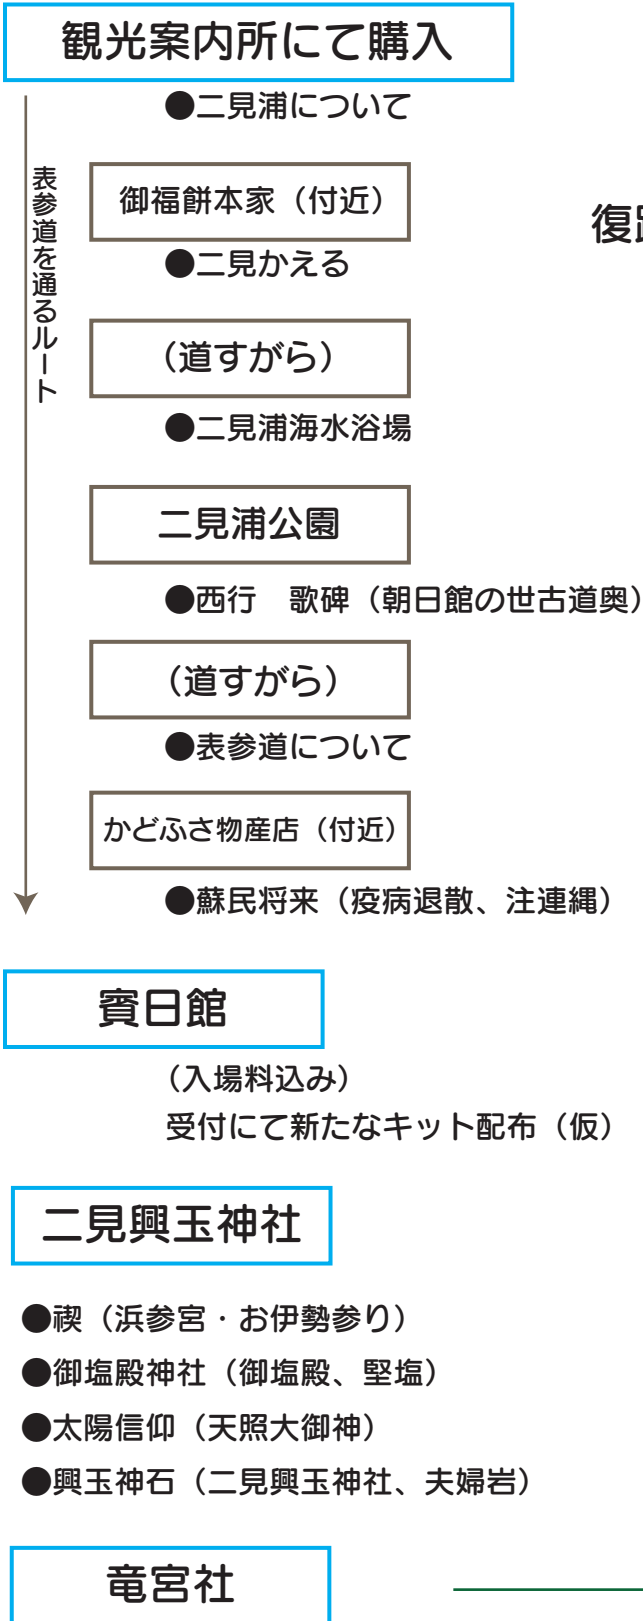 観光案内所にて購入
●二見浦について
表参道を通るルート
御福餅本家（付近）
復
●二見かえる
（道すがら）
●二見浦海水浴場
二見浦公園
●西行　歌碑（朝日館の世古道奥）
（道すがら）
●表参道について
かどふさ物産店（付近）
●蘇民将来（疫病退散、注連縄）
賓日館
（入場料込み）
受付にて新たなキット配布（仮）
二見興玉神社
●禊（浜参宮・お伊勢参り）
●御塩殿神社（御塩殿、堅塩）
●太陽信仰（天照大御神）
●興玉神石（二見興玉神社、夫婦岩）
竜宮社